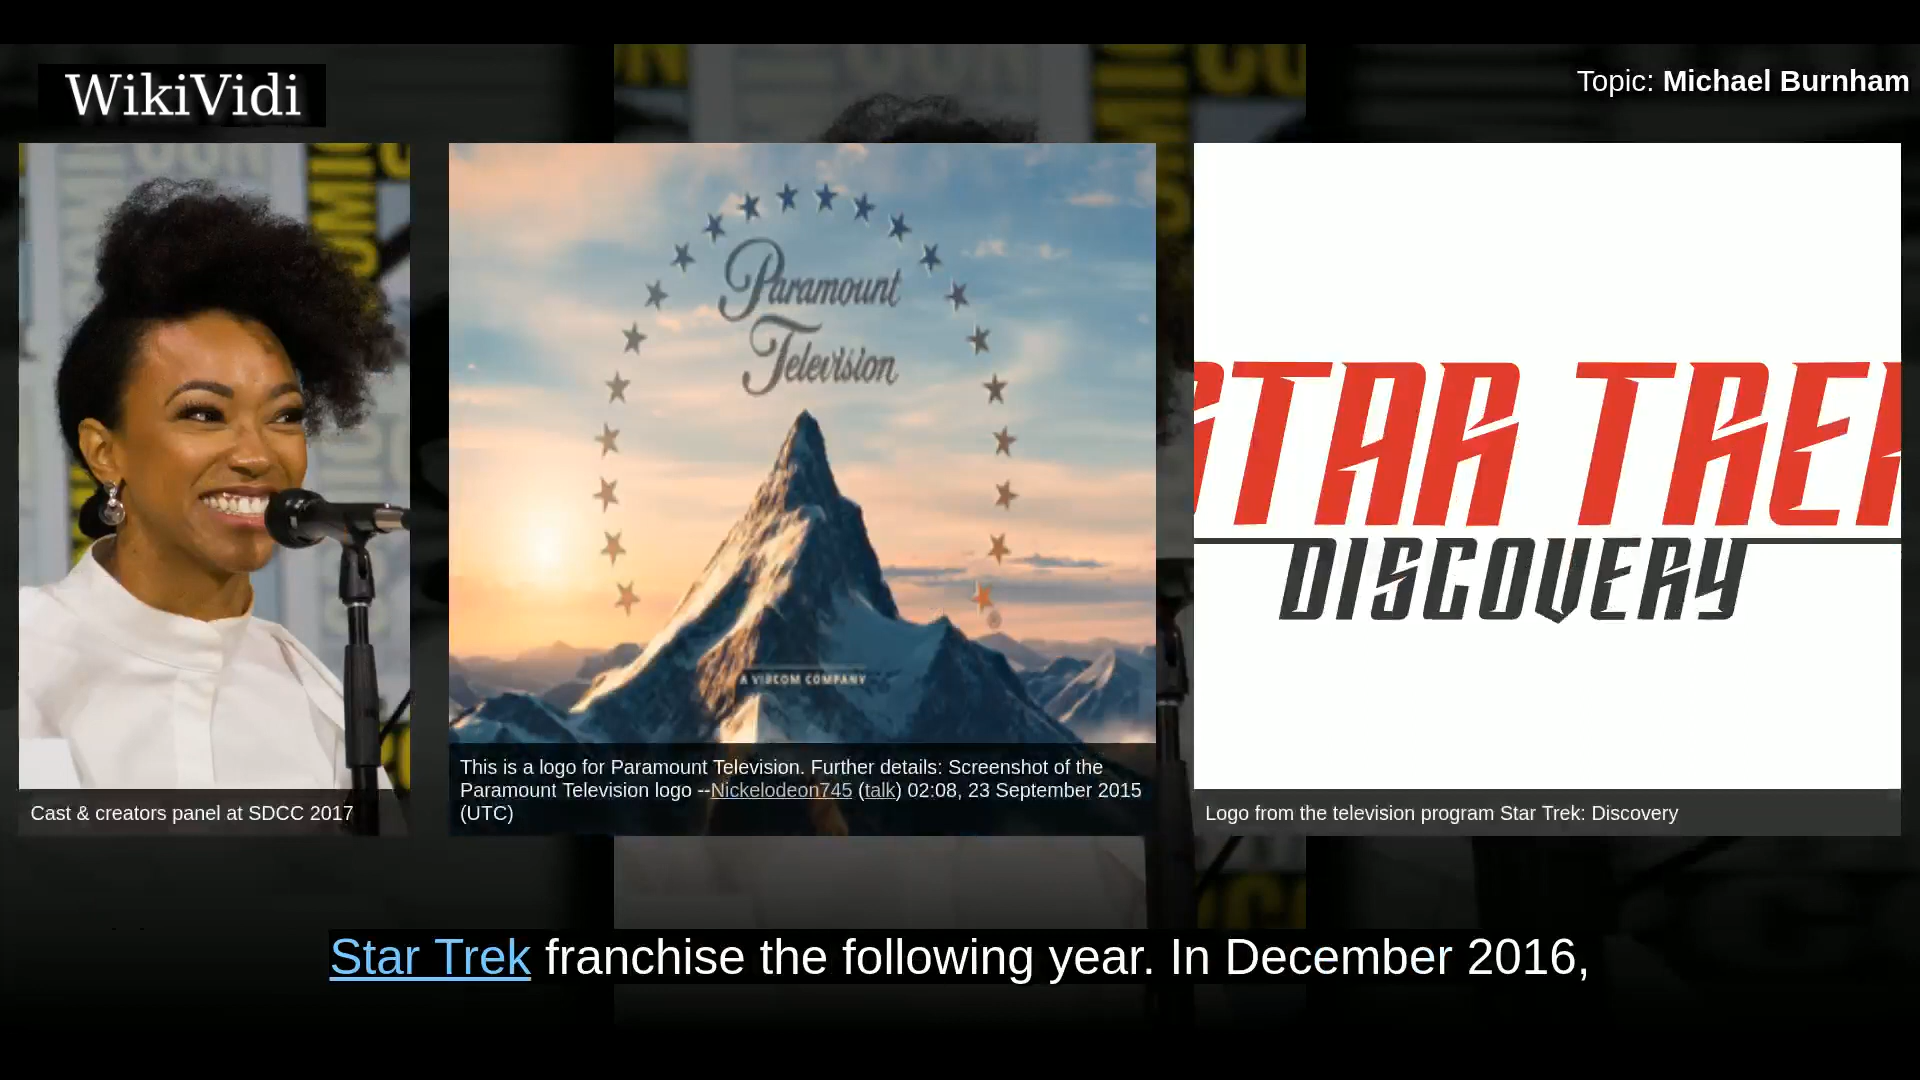 WikiVidi
Topic: Michael Burnham
Paramount
Television
A VIACOM COMPANY
STAR TREK
DISCOVERY
Cast & creators panel at SDCC 2017
This is a logo for Paramount Television. Further details: Screenshot of the
Paramount Television logo --Nickelodeon745 (talk) 02:08, 23 September 2015
(UTC)
Logo from the television program Star Trek: Discovery
Star Trek franchise the following year. In December 2016,